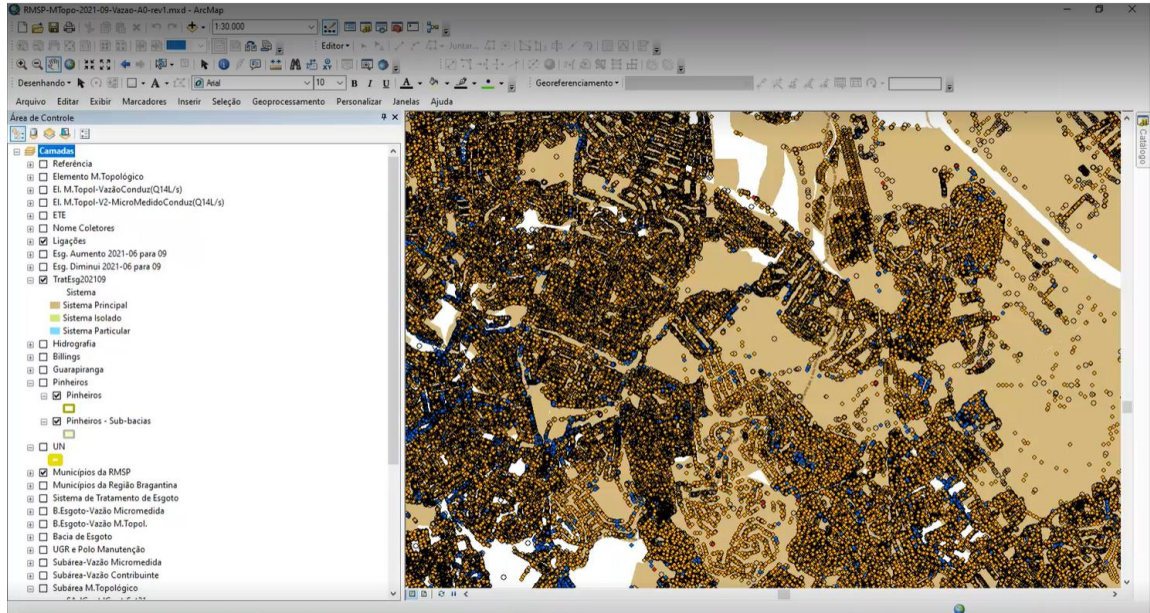 RMSP-MTopo-2021-09-Vazao-A0-rev1.mxd - ArcMap
1:30.000
Editor
Juntar...
Desenhando
Arial
10
B I U A
Georeferenciamento
Arquivo Editar Exibir Marcadores Inserir Seleção Geoprocessamento Personalizar Janelas Ajuda
Área de Controle
Camadas
Referência
Elemento M.Topológico
El. M.Topol-VazãoConduz(Q14L/s)
El. M.Topol-V2-MicroMedidoConduz(Q14L/s)
ETE
Nome Coletores
Ligações
Esg. Aumento 2021-06 para 09
Esg. Diminui 2021-06 para 09
TratEsg202109
Sistema
Sistema Principal
Sistema Isolado
Sistema Particular
Hidrografia
Billings
Guarapiranga
Pinheiros
Pinheiros
Pinheiros - Sub-bacias
UN
Municípios da RMSP
Municípios da Região Bragantina
Sistema de Tratamento de Esgoto
B.Esgoto-Vazão Micromedida
B.Esgoto-Vazão M.Topol.
Bacia de Esgoto
UGR e Polo Manutenção
Subárea-Vazão Micromedida
Subárea-Vazão Contribuinte
Subárea M.Topológico
Catálogo